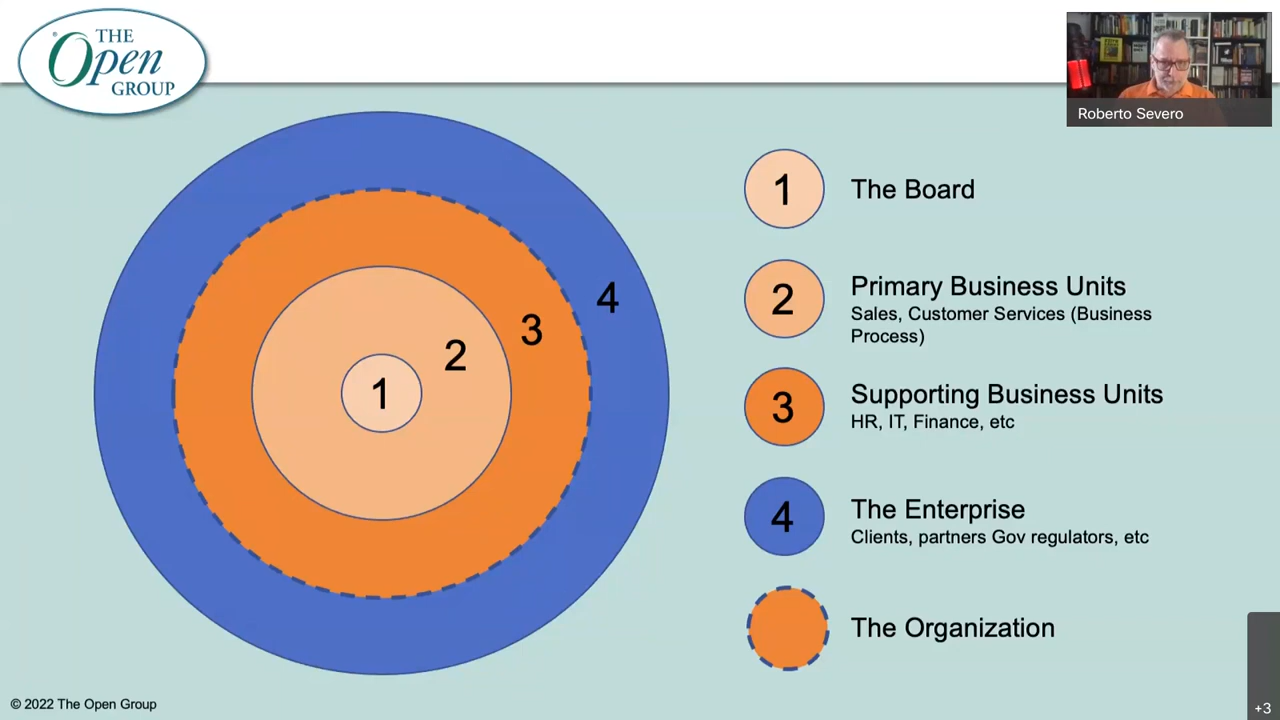 THE
Open
GROUP
Roberto Severo
1
2
3
4
1 The Board
2 Primary Business Units
Sales, Customer Services (Business
Process)
3 Supporting Business Units
HR, IT, Finance, etc
4 The Enterprise
Clients, partners Gov regulators, etc
The Organization
© 2022 The Open Group
+3